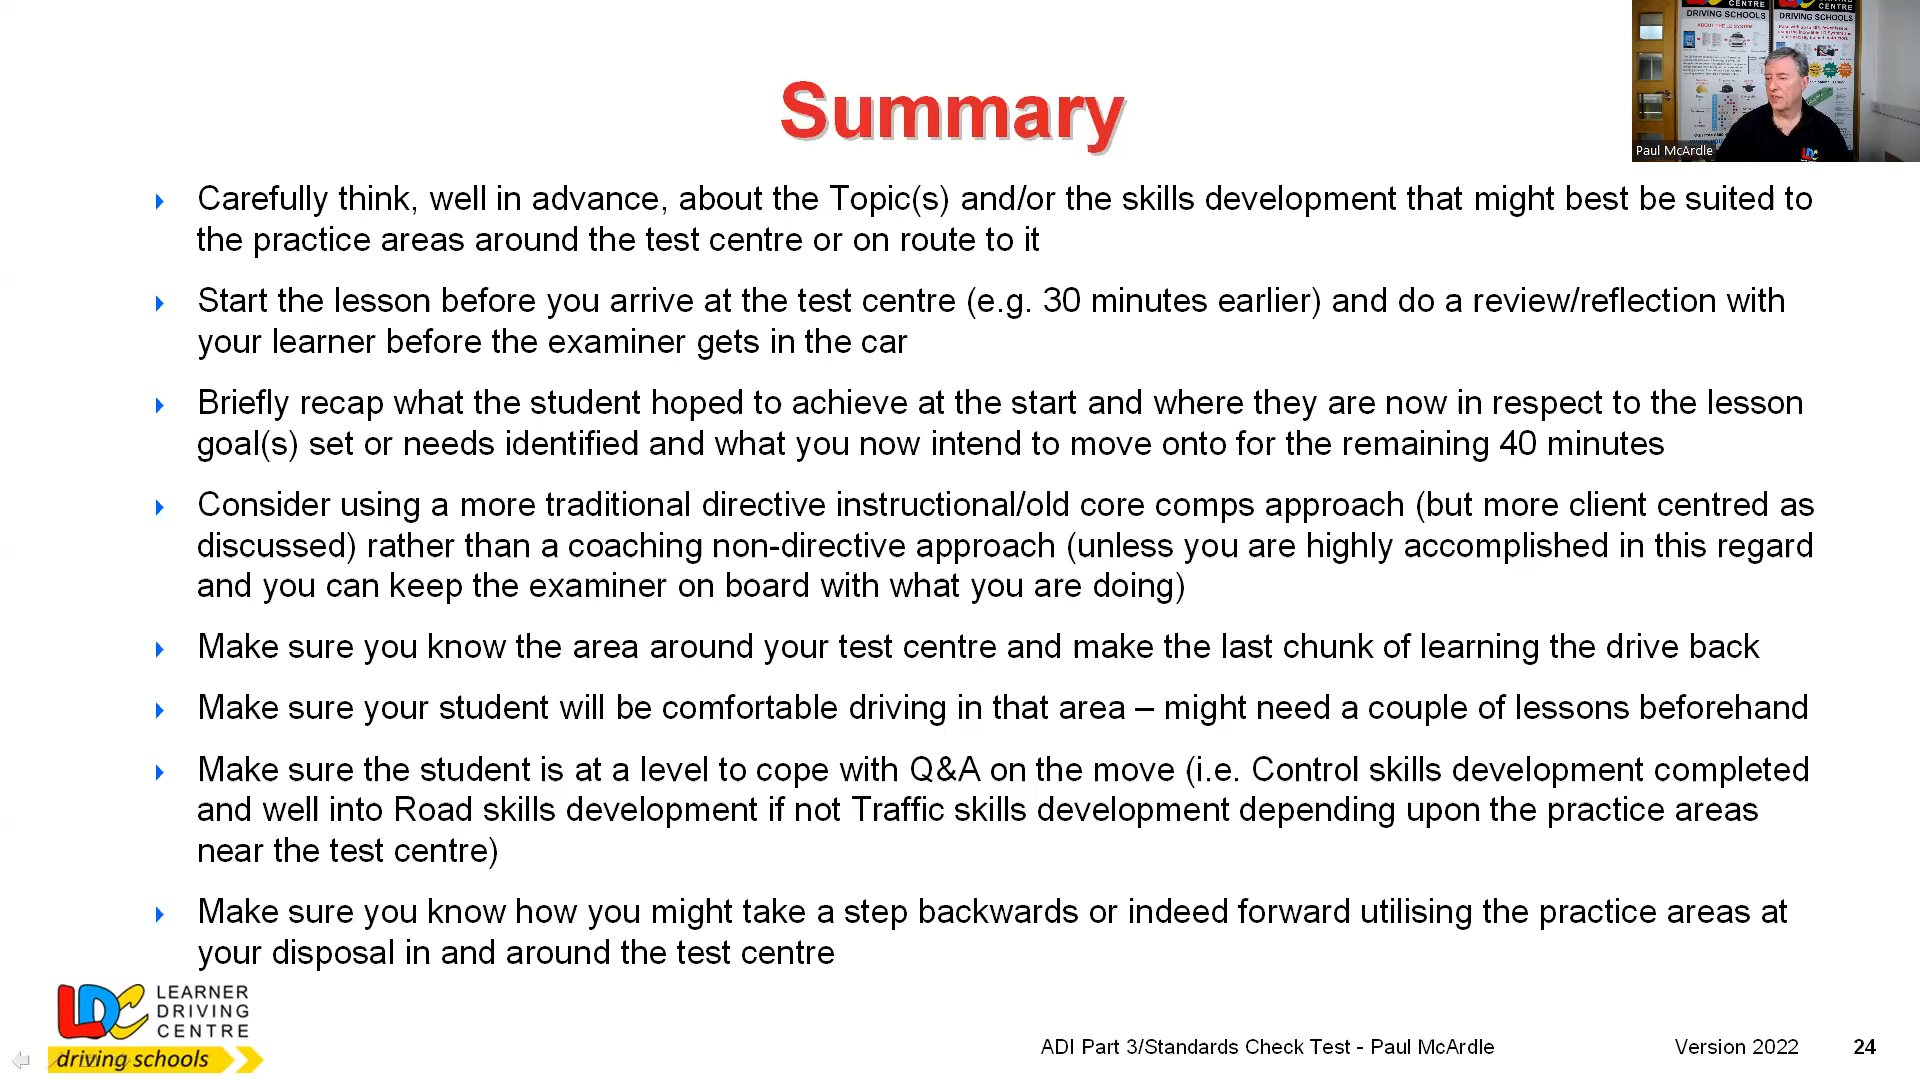 CENTRE
CENTRE
DRIVING SCHOOLS
DRIVING SCHOOLS
ABOUT THE LD SYSTEM
Paul McArdle
Summary
Carefully think, well in advance, about the Topic(s) and/or the skills development that might best be suited to
the practice areas around the test centre or on route to it
Start the lesson before you arrive at the test centre (e.g. 30 minutes earlier) and do a review/reflection with
your learner before the examiner gets in the car
Briefly recap what the student hoped to achieve at the start and where they are now in respect to the lesson
goal(s) set or needs identified and what you now intend to move onto for the remaining 40 minutes
Consider using a more traditional directive instructional/old core comps approach (but more client centred as
discussed) rather than a coaching non-directive approach (unless you are highly accomplished in this regard
and you can keep the examiner on board with what you are doing)
Make sure you know the area around your test centre and make the last chunk of learning the drive back
Make sure your student will be comfortable driving in that area – might need a couple of lessons beforehand
Make sure the student is at a level to cope with Q&A on the move (i.e. Control skills development completed
and well into Road skills development if not Traffic skills development depending upon the practice areas
near the test centre)
Make sure you know how you might take a step backwards or indeed forward utilising the practice areas at
your disposal in and around the test centre
LDC LEARNER
DRIVING
CENTRE
driving schools
ADI Part 3/Standards Check Test - Paul McArdle
Version 2022
24